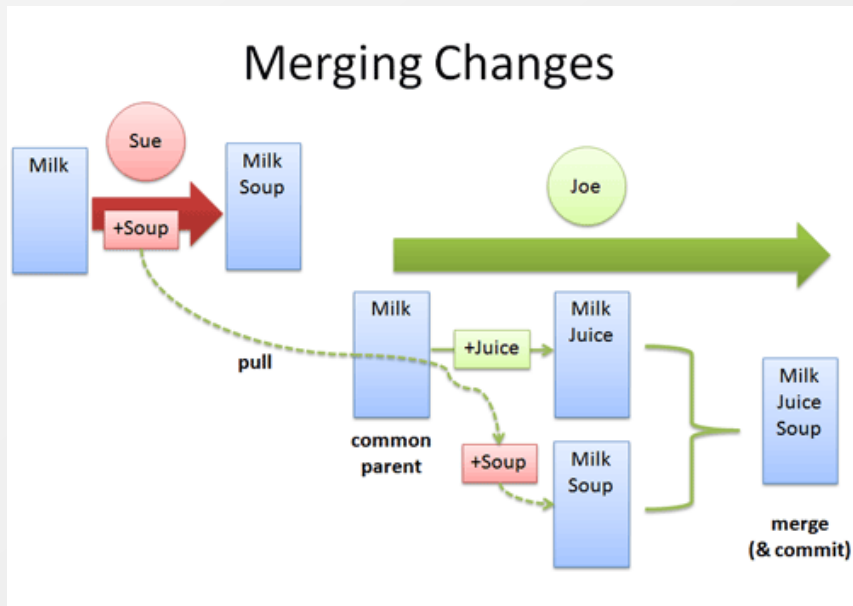 Merging Changes
Sue
Milk
+Soup
Milk
Soup
Joe
pull
Milk
common
parent
+Juice
Milk
Juice
+Soup
Milk
Soup
Milk
Juice
Soup
merge
(& commit)